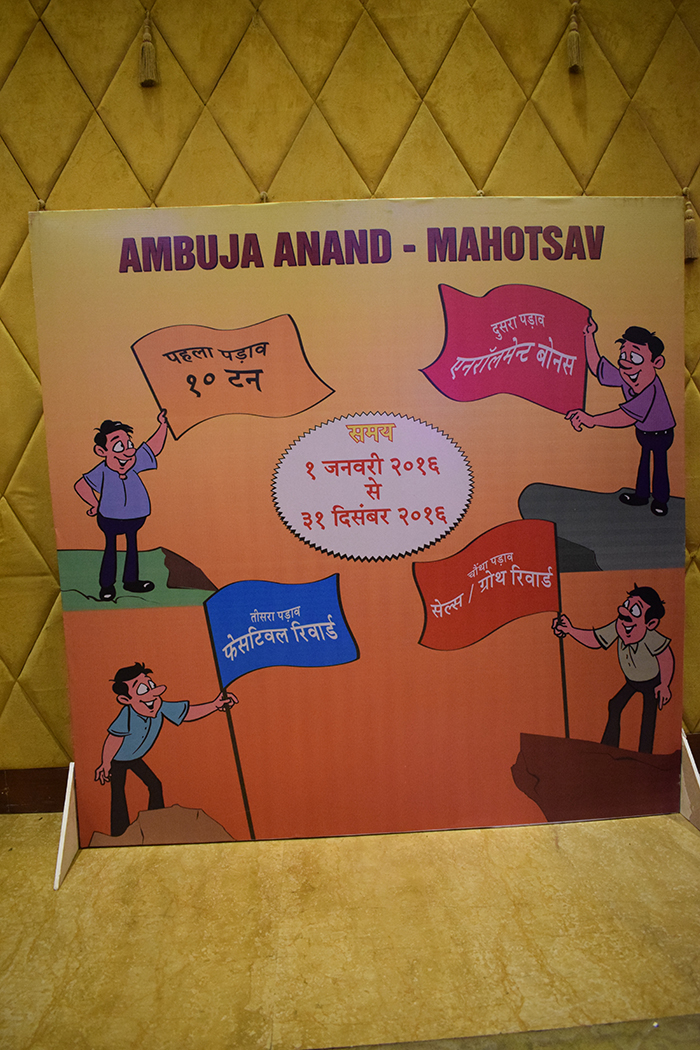 AMBUJA ANAND - MAHOTSAV
पहला पड़ाव
१० टन
दुसरा पड़ाव
एनरॉलमेन्ट बोनस
समय
१ जनवरी २०१६
से
३१ दिसंबर २०१६
तीसरा पड़ाव
फेसटिवल रिवार्ड
चौंथा पड़ाव
सेल्स / ग्रोथ रिवार्ड